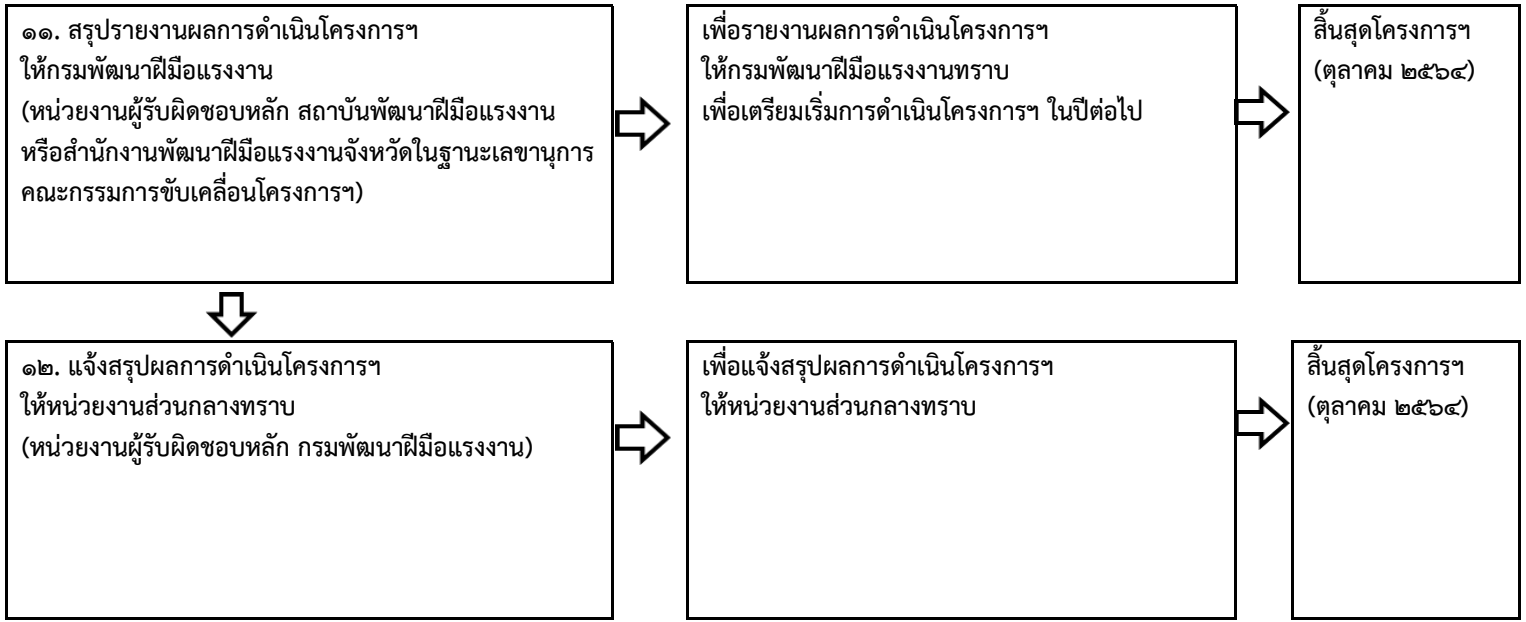 ๑๑. สรุปรายงานผลการดำเนินโครงการฯ
ให้กรมพัฒนาฝีมือแรงงาน
(หน่วยงานผู้รับผิดชอบหลัก สถาบันพัฒนาฝีมือแรงงาน
หรือสำนักงานพัฒนาฝีมือแรงงานจังหวัดในฐานะเลขานุการ
คณะกรรมการขับเคลื่อนโครงการฯ)
เพื่อรายงานผลการดำเนินโครงการฯ
ให้กรมพัฒนาฝีมือแรงงานทราบ
เพื่อเตรียมเริ่มการดำเนินโครงการฯ ในปีต่อไป
สิ้นสุดโครงการฯ
(ตุลาคม ๒๕๖๔)
๑๒. แจ้งสรุปผลการดำเนินโครงการฯ
ให้หน่วยงานส่วนกลางทราบ
(หน่วยงานผู้รับผิดชอบหลัก กรมพัฒนาฝีมือแรงงาน)
เพื่อแจ้งสรุปผลการดำเนินโครงการฯ
ให้หน่วยงานส่วนกลางทราบ
สิ้นสุดโครงการฯ
(ตุลาคม ๒๕๖๔)